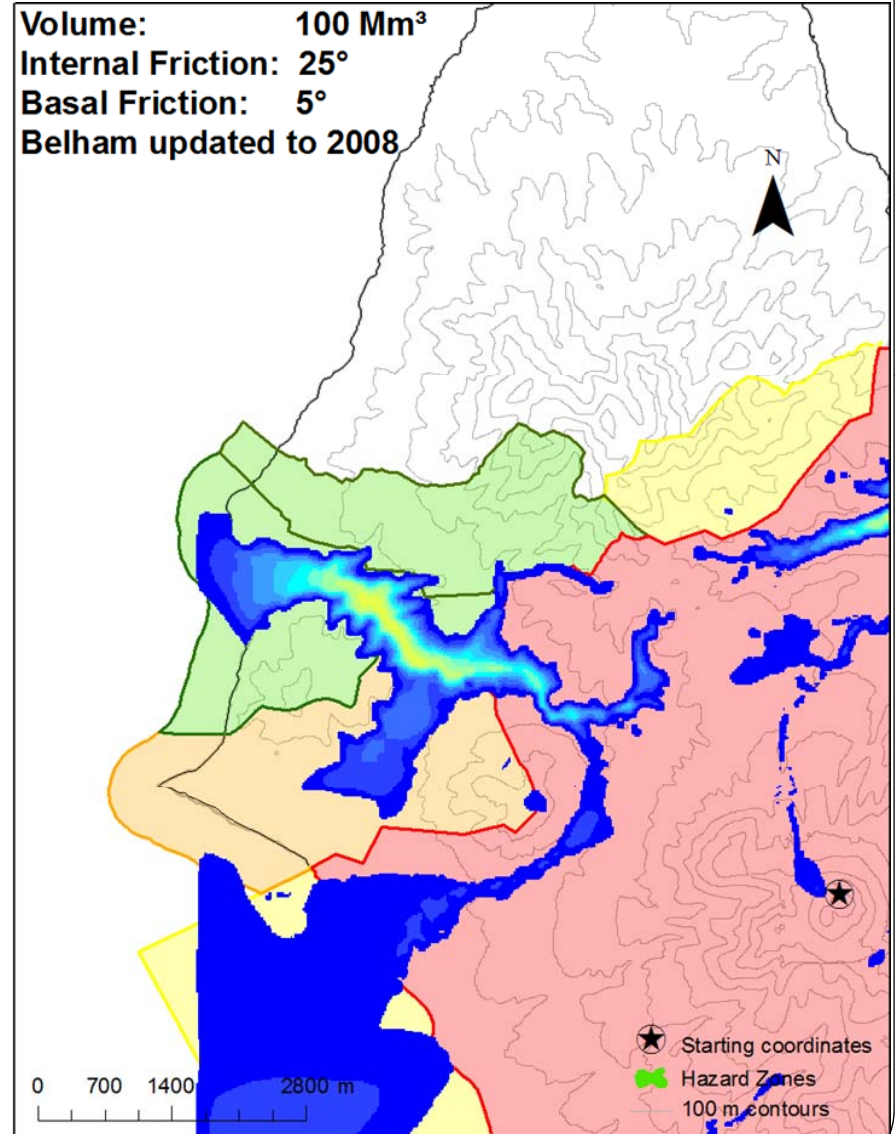 Volume: 100 Mm³
Internal Friction: 25°
Basal Friction: 5°
Belham updated to 2008
N
Starting coordinates
Hazard Zones
100 m contours
0 700 1400 2800 m